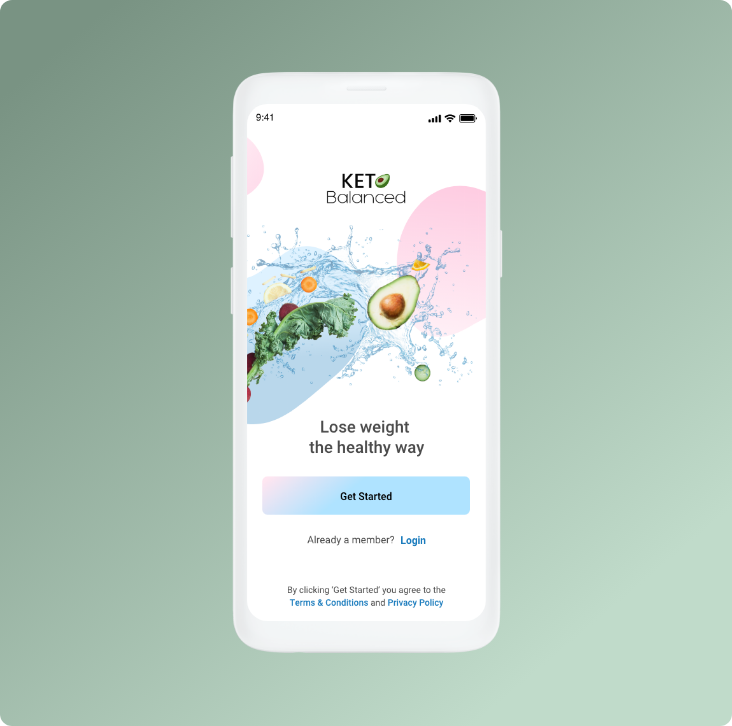 9:41
KETO
Balanced
Lose weight
the healthy way
Get Started
Already a member? Login
By clicking 'Get Started' you agree to the
Terms & Conditions and Privacy Policy